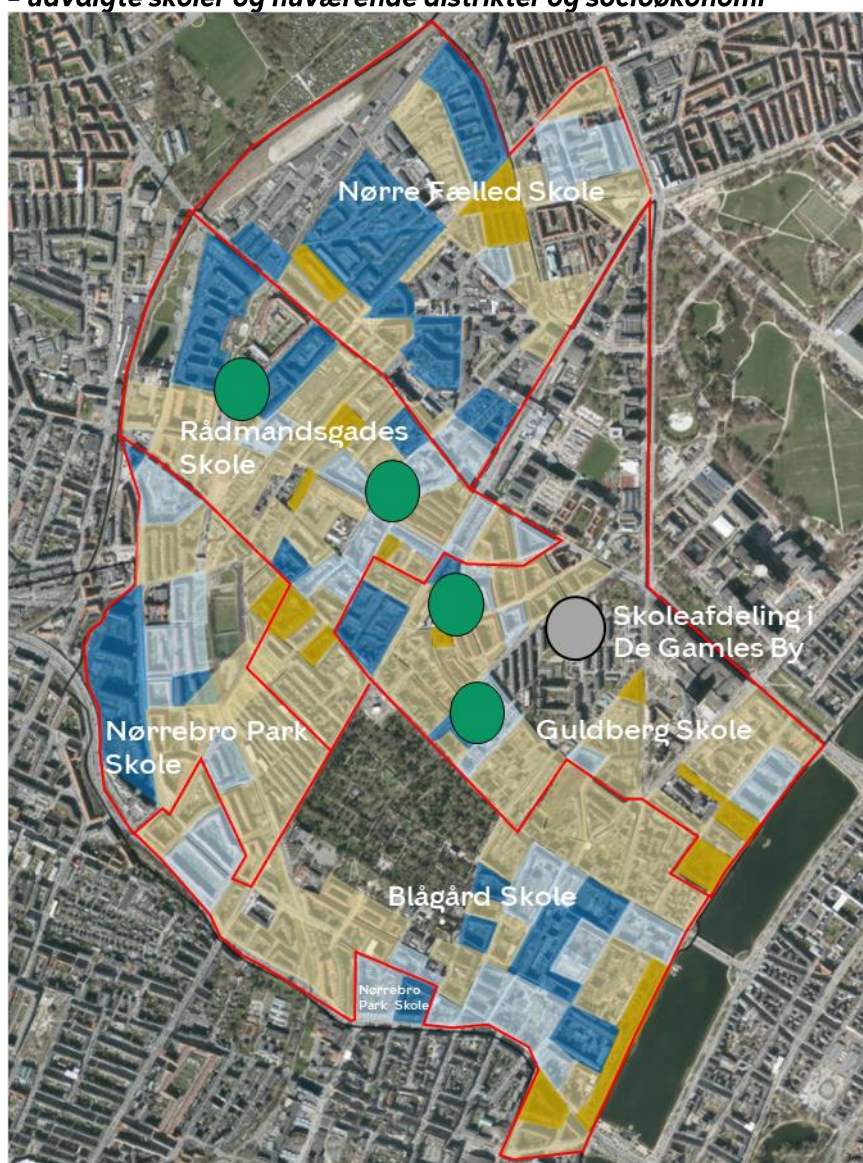 – udvalgte skoler og nuværende distrikter og socioøkonomi
Nørre Fælled Skole
Rådmandsgades
Skole
Skoleafdeling i
De Gamles By
Guldberg Skole
Nørrebro Park
Skole
Blågård Skole
Nørrebro
Park Skole